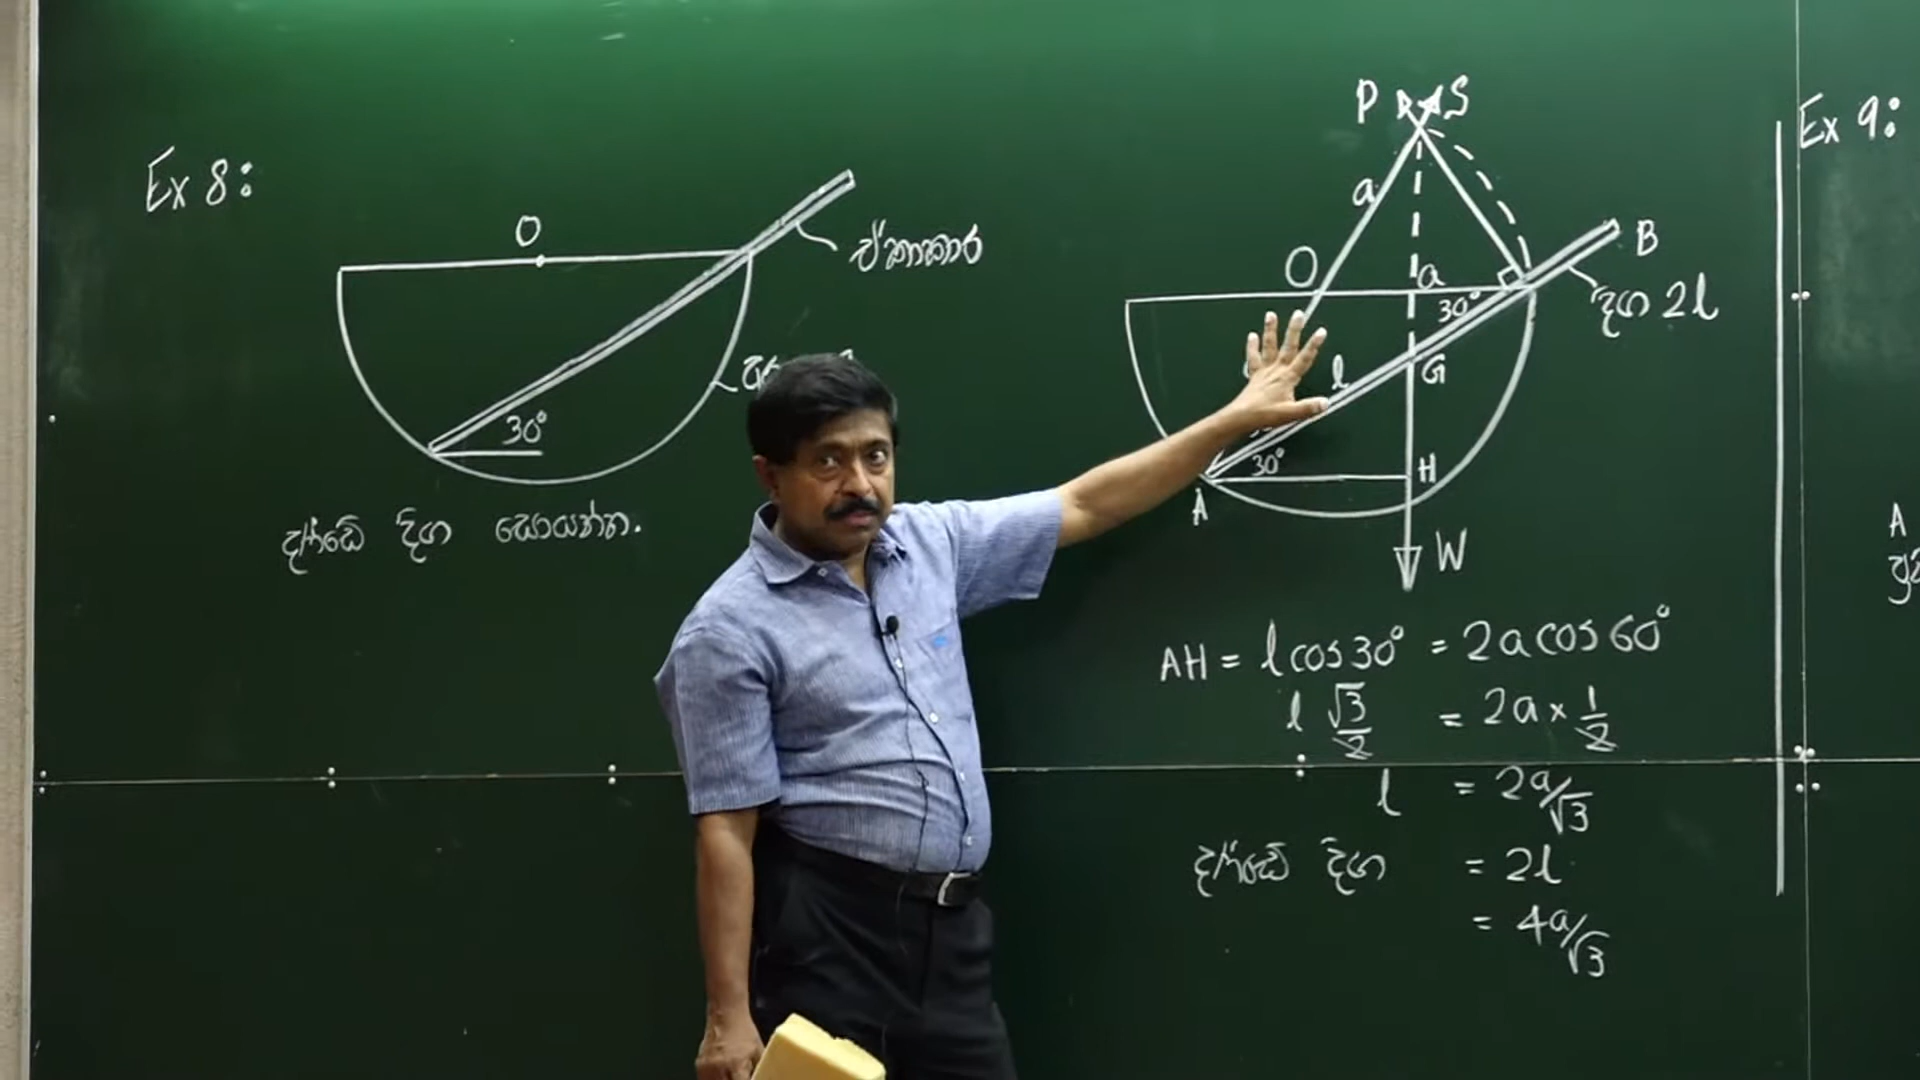 Ex 8:
O
ඒකාකාර
30°
දණ්ඩේ දිග සොයන්න.
P S
a
O
a
30°
B
දිග 2l
l
G
30°
H
A
W
AH = l cos 30° = 2a cos 60°
l √3/2 = 2a × 1/2
l = 2a/√3
දණ්ඩේ දිග = 2l
= 4a/√3
Ex 9:
A